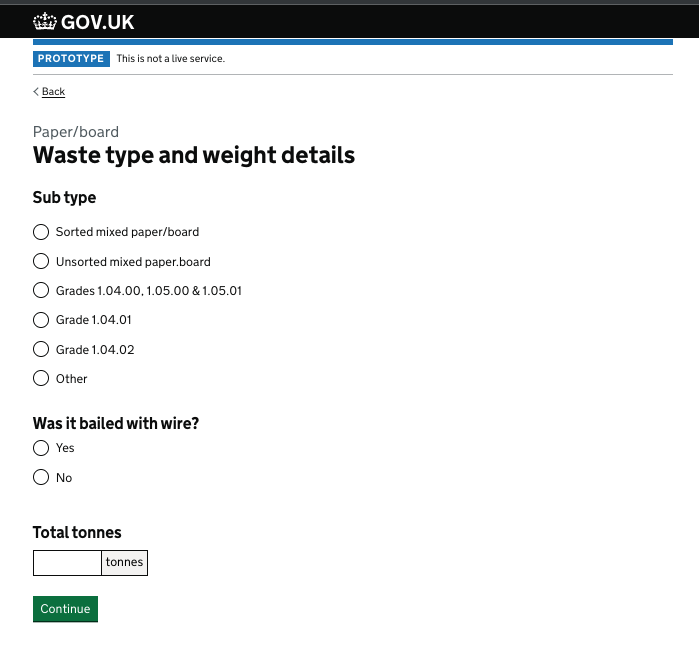 GOV.UK
PROTOTYPE This is not a live service.
Back
Paper/board
Waste type and weight details
Sub type
Sorted mixed paper/board
Unsorted mixed paper.board
Grades 1.04.00, 1.05.00 & 1.05.01
Grade 1.04.01
Grade 1.04.02
Other
Was it bailed with wire?
Yes
No
Total tonnes
tonnes
Continue